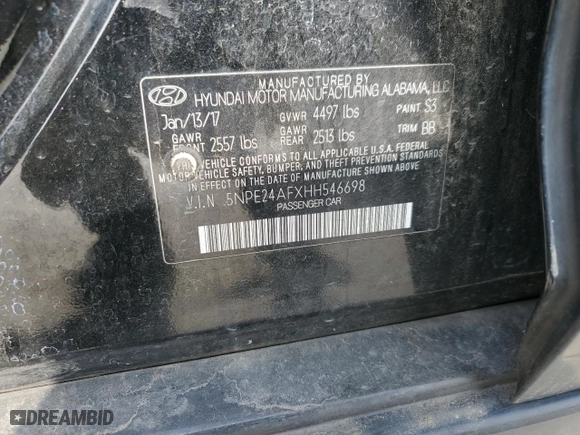 MANUFACTURED BY
HYUNDAI MOTOR MANUFACTURING ALABAMA, LLC
Jan/13/17 GVWR 4497 lbs PAINT S3
GAWR FRONT 2557 lbs GAWR REAR 2513 lbs TRIM BB
VEHICLE CONFORMS TO ALL APPLICABLE U.S.A. FEDERAL
MOTOR VEHICLE SAFETY, BUMPER, AND THEFT PREVENTION STANDARDS
IN EFFECT ON THE DATE OF MANUFACTURE SHOWN ABOVE
V.I.N 5NPE24AFXHH546698
PASSENGER CAR
DREAMBID